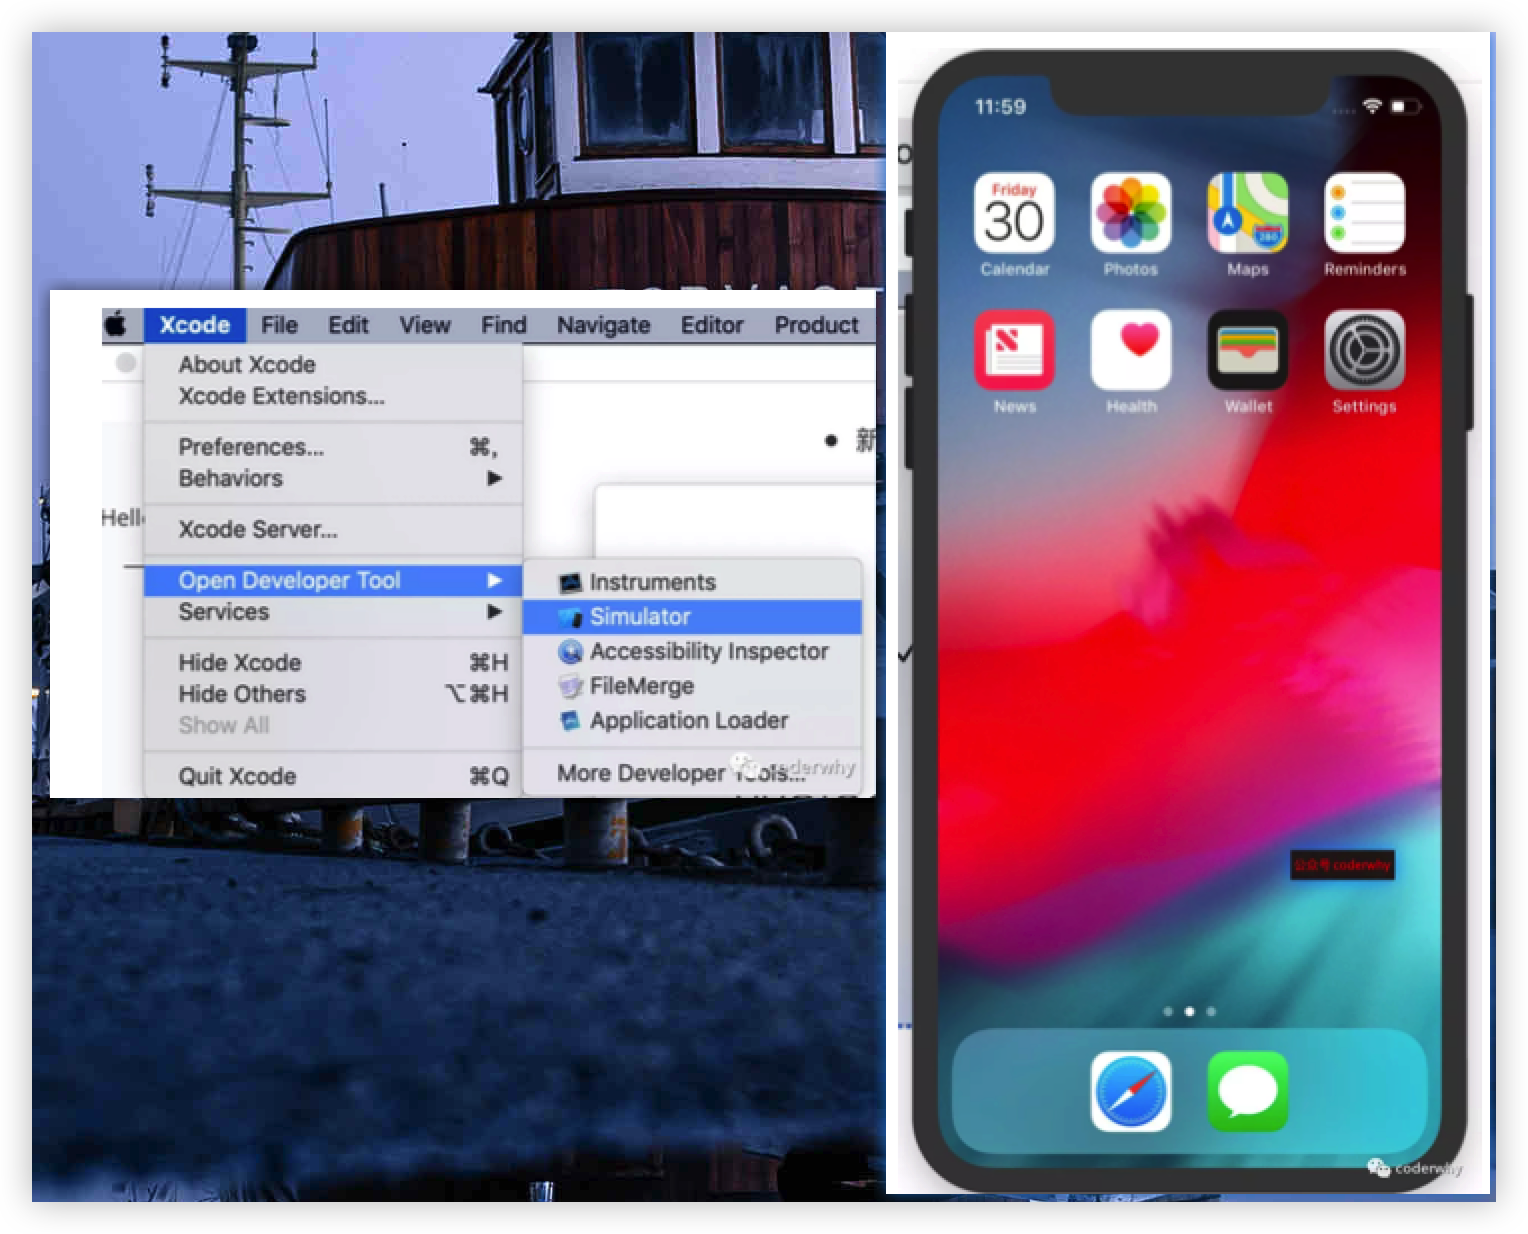 Xcode File Edit View Find Navigate Editor Product
About Xcode
Xcode Extensions...
Preferences... ⌘,
Behaviors ▶
Xcode Server...
Open Developer Tool ▶
Services ▶
Hide Xcode ⌘H
Hide Others ⌥⌘H
Show All
Quit Xcode ⌘Q
Instruments
Simulator
Accessibility Inspector
FileMerge
Application Loader
More Developer Tools...
coderwhy
• 新
11:59
Friday
30
Calendar Photos Maps Reminders
280
News Health Wallet Settings
公众号 coderwhy
coderwhy